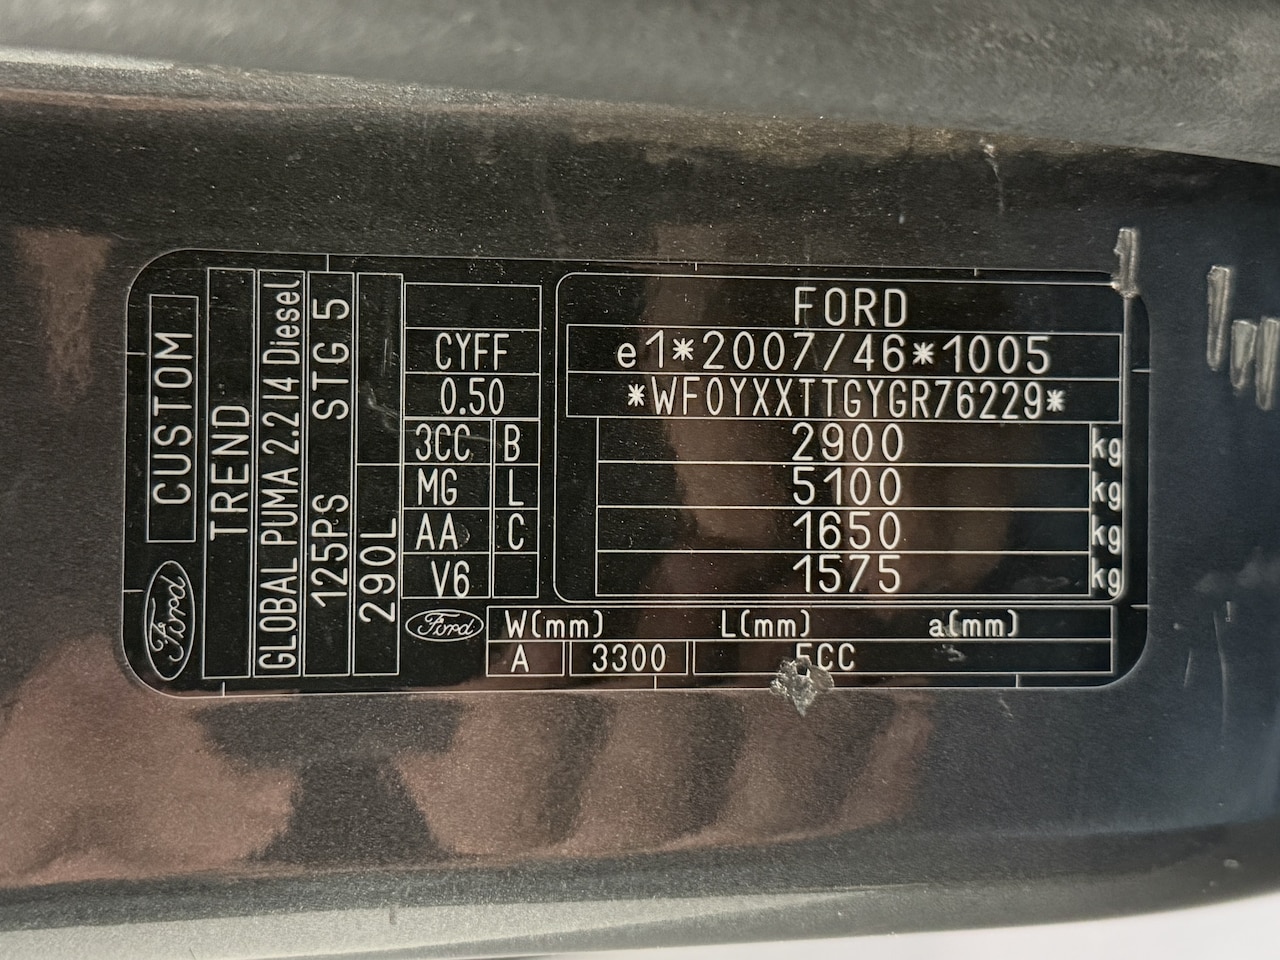 Ford CUSTOM
TREND
GLOBAL PUMA 2.2 I4 Diesel
125PS STG 5
290L
CYFF
0.50
3CC B
MG L
AA C
V6
FORD
e1*2007/46*1005
*WF0YXXTTGYGR76229*
2900 kg
5100 kg
1650 kg
1575 kg
Ford W(mm) L(mm) a(mm)
A 3300 5CC